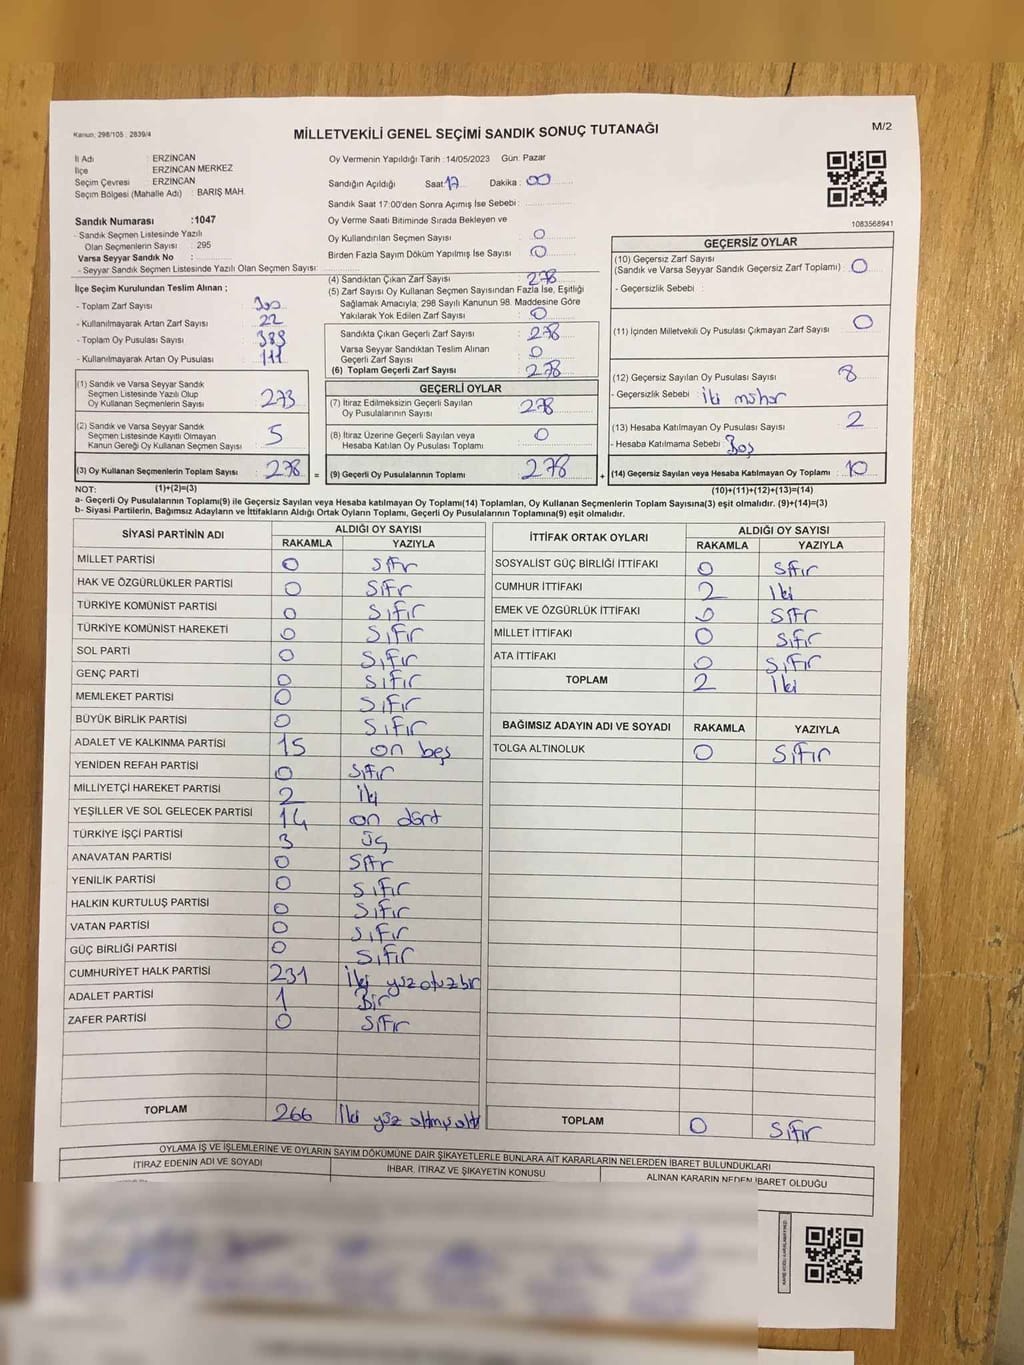 Kanun, 298/105 ; 2839/4
MİLLETVEKİLİ GENEL SEÇİMİ SANDIK SONUÇ TUTANAĞI
M/2
İl Adı : ERZİNCAN
İlçe : ERZİNCAN MERKEZ
Seçim Çevresi : ERZİNCAN
Seçim Bölgesi (Mahalle Adı) : BARIŞ MAH.
Sandık Numarası :1047
- Sandık Seçmen Listesinde Yazılı
Olan Seçmenlerin Sayısı : 295
Varsa Seyyar Sandık No :
- Seyyar Sandık Seçmen Listesinde Yazılı Olan Seçmen Sayısı:
İlçe Seçim Kurulundan Teslim Alınan ;
- Toplam Zarf Sayısı : 300
- Kullanılmayarak Artan Zarf Sayısı : 22
- Toplam Oy Pusulası Sayısı : 383
- Kullanılmayarak Artan Oy Pusulası : 111
(1) Sandık ve Varsa Seyyar Sandık
Seçmen Listesinde Yazılı Olup
Oy Kullanan Seçmenlerin Sayısı 273
(2) Sandık ve Varsa Seyyar Sandık
Seçmen Listesinde Kayıtlı Olmayan
Kanun Gereği Oy Kullanan Seçmen Sayısı 5
(3) Oy Kullanan Seçmenlerin Toplam Sayısı 278 =
(1)+(2)=(3)
Oy Vermenin Yapıldığı Tarih :14/05/2023 Gün: Pazar
Sandığın Açıldığı Saat: 17 Dakika : 00
Sandık Saat 17:00'den Sonra Açılmış İse Sebebi :
Oy Verme Saati Bitiminde Sırada Bekleyen ve
Oy Kullandırılan Seçmen Sayısı : 0
Birden Fazla Sayım Döküm Yapılmış İse Sayısı : 0
(4) Sandıktan Çıkan Zarf Sayısı : 278
(5) Zarf Sayısı Oy Kullanan Seçmen Sayısından Fazla İse, Eşitliği
Sağlamak Amacıyla; 298 Sayılı Kanunun 98. Maddesine Göre
Yakılarak Yok Edilen Zarf Sayısı : 0
Sandıkta Çıkan Geçerli Zarf Sayısı : 278
Varsa Seyyar Sandıktan Teslim Alınan
Geçerli Zarf Sayısı : 0
(6) Toplam Geçerli Zarf Sayısı : 278
GEÇERLİ OYLAR
(7) İtiraz Edilmeksizin Geçerli Sayılan
Oy Pusulalarının Sayısı : 278
(8) İtiraz Üzerine Geçerli Sayılan veya
Hesaba Katılan Oy Pusulası Toplamı : 0
(9) Geçerli Oy Pusulalarının Toplamı 278 +
1083568941
GEÇERSİZ OYLAR
(10) Geçersiz Zarf Sayısı
(Sandık ve Varsa Seyyar Sandık Geçersiz Zarf Toplamı) : 0
- Geçersizlik Sebebi :
(11) İçinden Milletvekili Oy Pusulası Çıkmayan Zarf Sayısı : 0
(12) Geçersiz Sayılan Oy Pusulası Sayısı : 8
- Geçersizlik Sebebi : iki mühür
(13) Hesaba Katılmayan Oy Pusulası Sayısı : 2
- Hesaba Katılmama Sebebi : Boş
(14) Geçersiz Sayılan veya Hesaba Katılmayan Oy Toplamı : 10
(10)+(11)+(12)+(13)=(14)
NOT:
a- Geçerli Oy Pusulalarının Toplamı(9) ile Geçersiz Sayılan veya Hesaba katılmayan Oy Toplamı(14) Toplamları, Oy Kullanan Seçmenlerin Toplam Sayısına(3) eşit olmalıdır. (9)+(14)=(3)
b- Siyasi Partilerin, Bağımsız Adayların ve İttifakların Aldığı Ortak Oyların Toplamı, Geçerli Oy Pusulalarının Toplamına(9) eşit olmalıdır.
SİYASİ PARTİNİN ADI ALDIĞI OY SAYISI
RAKAMLA YAZIYLA
MİLLET PARTİSİ 0 Sıfır
HAK VE ÖZGÜRLÜKLER PARTİSİ 0 Sıfır
TÜRKİYE KOMÜNİST PARTİSİ 0 Sıfır
TÜRKİYE KOMÜNİST HAREKETİ 0 Sıfır
SOL PARTİ 0 Sıfır
GENÇ PARTİ 0 Sıfır
MEMLEKET PARTİSİ 0 Sıfır
BÜYÜK BİRLİK PARTİSİ 0 Sıfır
ADALET VE KALKINMA PARTİSİ 15 on beş
YENİDEN REFAH PARTİSİ 0 Sıfır
MİLLİYETÇİ HAREKET PARTİSİ 2 iki
YEŞİLLER VE SOL GELECEK PARTİSİ 14 on dört
TÜRKİYE İŞÇİ PARTİSİ 3 üç
ANAVATAN PARTİSİ 0 Sıfır
YENİLİK PARTİSİ 0 Sıfır
HALKIN KURTULUŞ PARTİSİ 0 Sıfır
VATAN PARTİSİ 0 Sıfır
GÜÇ BİRLİĞİ PARTİSİ 0 Sıfır
CUMHURİYET HALK PARTİSİ 231 iki yüz otuz bir
ADALET PARTİSİ 1 Bir
ZAFER PARTİSİ 0 Sıfır
TOPLAM 266 İki yüz altmış altı
İTTİFAK ORTAK OYLARI ALDIĞI OY SAYISI
RAKAMLA YAZIYLA
SOSYALİST GÜÇ BİRLİĞİ İTTİFAKI 0 Sıfır
CUMHUR İTTİFAKI 2 iki
EMEK VE ÖZGÜRLÜK İTTİFAKI 0 Sıfır
MİLLET İTTİFAKI 0 Sıfır
ATA İTTİFAKI 0 Sıfır
TOPLAM 2 iki
BAĞIMSIZ ADAYIN ADI VE SOYADI RAKAMLA YAZIYLA
TOLGA ALTINOLUK 0 Sıfır
TOPLAM 0 Sıfır
OYLAMA İŞ VE İŞLEMLERİNE VE OYLARIN SAYIM DÖKÜMÜNE DAİR ŞİKAYETLERLE BUNLARA AİT KARARLARIN NELERDEN İBARET BULUNDUKLARI
İTİRAZ EDENİN ADI VE SOYADI İHBAR, İTİRAZ VE ŞİKAYETİN KONUSU ALINAN KARARIN NEDEN İBARET OLDUĞU